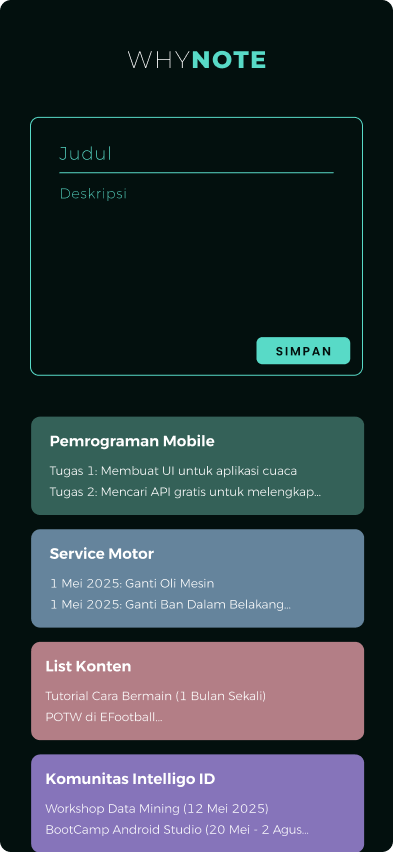 WHYNOTE
Judul
Deskripsi
SIMPAN
Pemrograman Mobile
Tugas 1: Membuat UI untuk aplikasi cuaca
Tugas 2: Mencari API gratis untuk melengkap...
Service Motor
1 Mei 2025: Ganti Oli Mesin
1 Mei 2025: Ganti Ban Dalam Belakang...
List Konten
Tutorial Cara Bermain (1 Bulan Sekali)
POTW di EFootball...
Komunitas Intelligo ID
Workshop Data Mining (12 Mei 2025)
BootCamp Android Studio (20 Mei - 2 Agus...